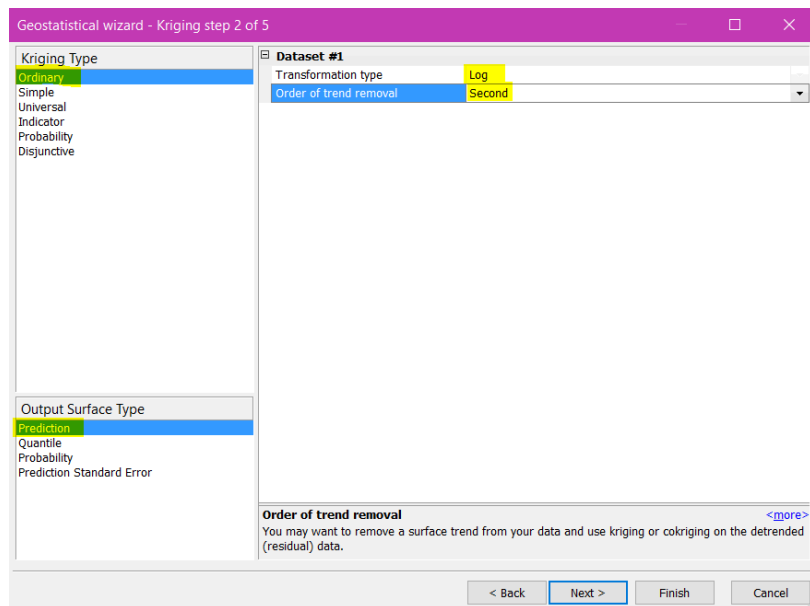 Geostatistical wizard - Kriging step 2 of 5
Kriging Type
Ordinary
Simple
Universal
Indicator
Probability
Disjunctive
Output Surface Type
Prediction
Quantile
Probability
Prediction Standard Error
Dataset #1
Transformation type Log
Order of trend removal Second
Order of trend removal <more>
You may want to remove a surface trend from your data and use kriging or cokriging on the detrended
(residual) data.
< Back Next > Finish Cancel